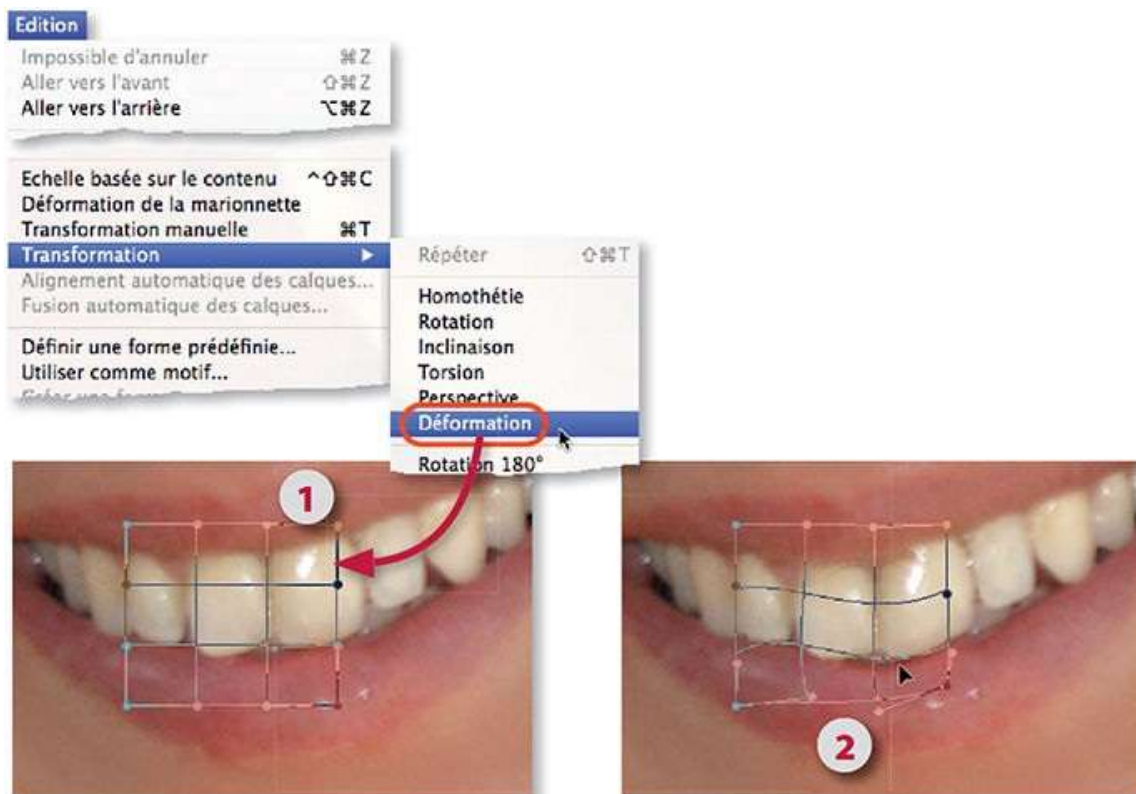 Edition
Impossible d'annuler ⌘Z
Aller vers l'avant ⇧⌘Z
Aller vers l'arrière ⌥⌘Z
Echelle basée sur le contenu ^⇧⌘C
Déformation de la marionnette
Transformation manuelle ⌘T
Transformation ▶
Alignement automatique des calques...
Fusion automatique des calques...
Définir une forme prédéfinie...
Utiliser comme motif...
Répéter ⇧⌘T
Homothétie
Rotation
Inclinaison
Torsion
Perspective
Déformation
Rotation 180°
1
2